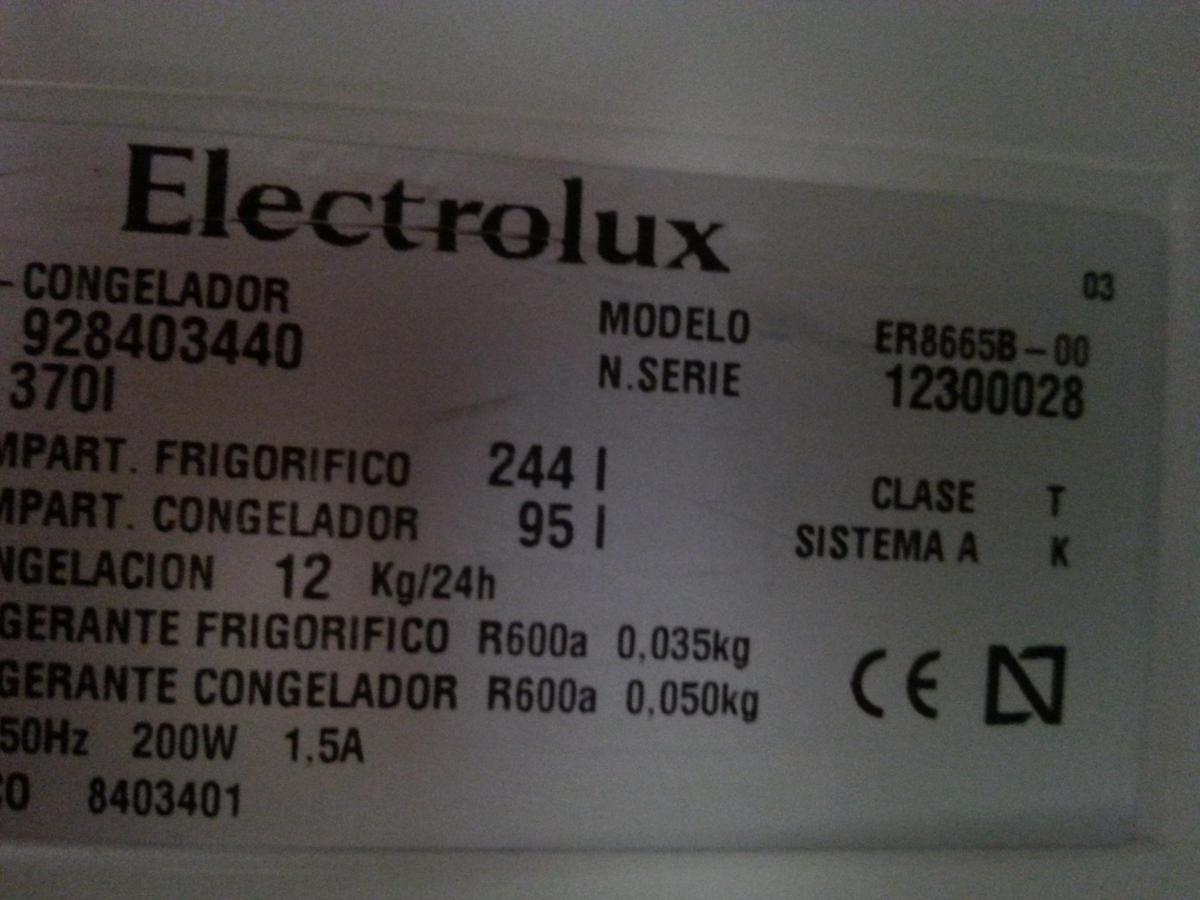 Electrolux
03
-CONGELADOR
928403440
370l
MODELO ER8665B-00
N.SERIE 12300028
MPART. FRIGORIFICO 244 l
MPART. CONGELADOR 95 l
CLASE T
SISTEMA A K
NGELACION 12 Kg/24h
GERANTE FRIGORIFICO R600a 0,035kg
GERANTE CONGELADOR R600a 0,050kg
CE N
50Hz 200W 1,5A
CO 8403401